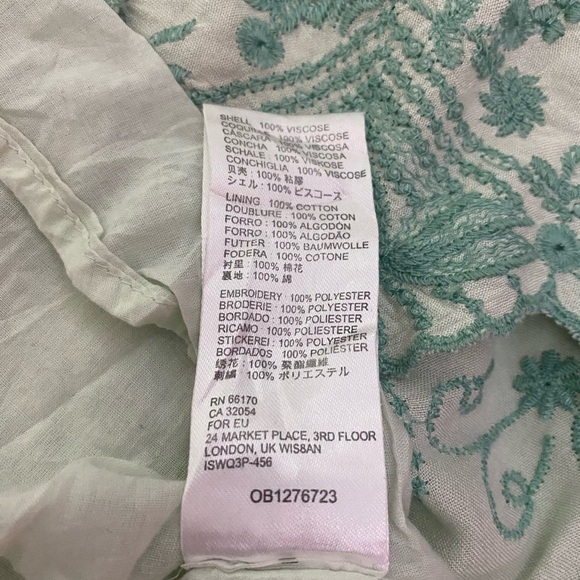 SHELL : 100% VISCOSE
COQUILLE : 100% VISCOSE
CÁSCARA : 100% VISCOSA
CONCHA : 100% VISCOSA
SCHALE : 100% VISKOSE
CONCHIGLIA : 100% VISCOSE
贝壳 : 100% 粘膠
シェル : 100% ビスコース
LINING : 100% COTTON
DOUBLURE : 100% COTON
FORRO : 100% ALGODÓN
FORRO : 100% ALGODÃO
FUTTER : 100% BAUMWOLLE
FODERA : 100% COTONE
衬里 : 100% 棉花
裏地 : 100% 綿
EMBROIDERY : 100% POLYESTER
BRODERIE : 100% POLYESTER
BORDADO : 100% POLIÉSTER
RICAMO : 100% POLIESTERE
STICKEREI : 100% POLYESTER
BORDADOS : 100% POLIÉSTER
绣花 : 100% 聚酯纖維
刺繍 : 100% ポリエステル
RN 66170
CA 32054
FOR EU
24 MARKET PLACE, 3RD FLOOR
LONDON, UK WIS8AN
ISWQ3P-456
OB1276723